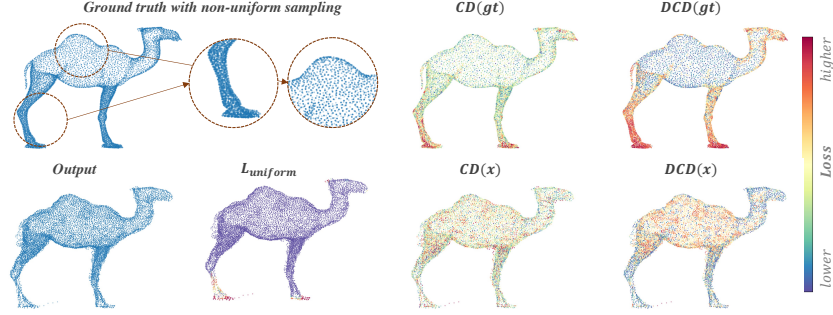 Ground truth with non-uniform sampling
CD(gt)
DCD(gt)
higher
Loss
lower
Output
L_uniform
CD(x)
DCD(x)